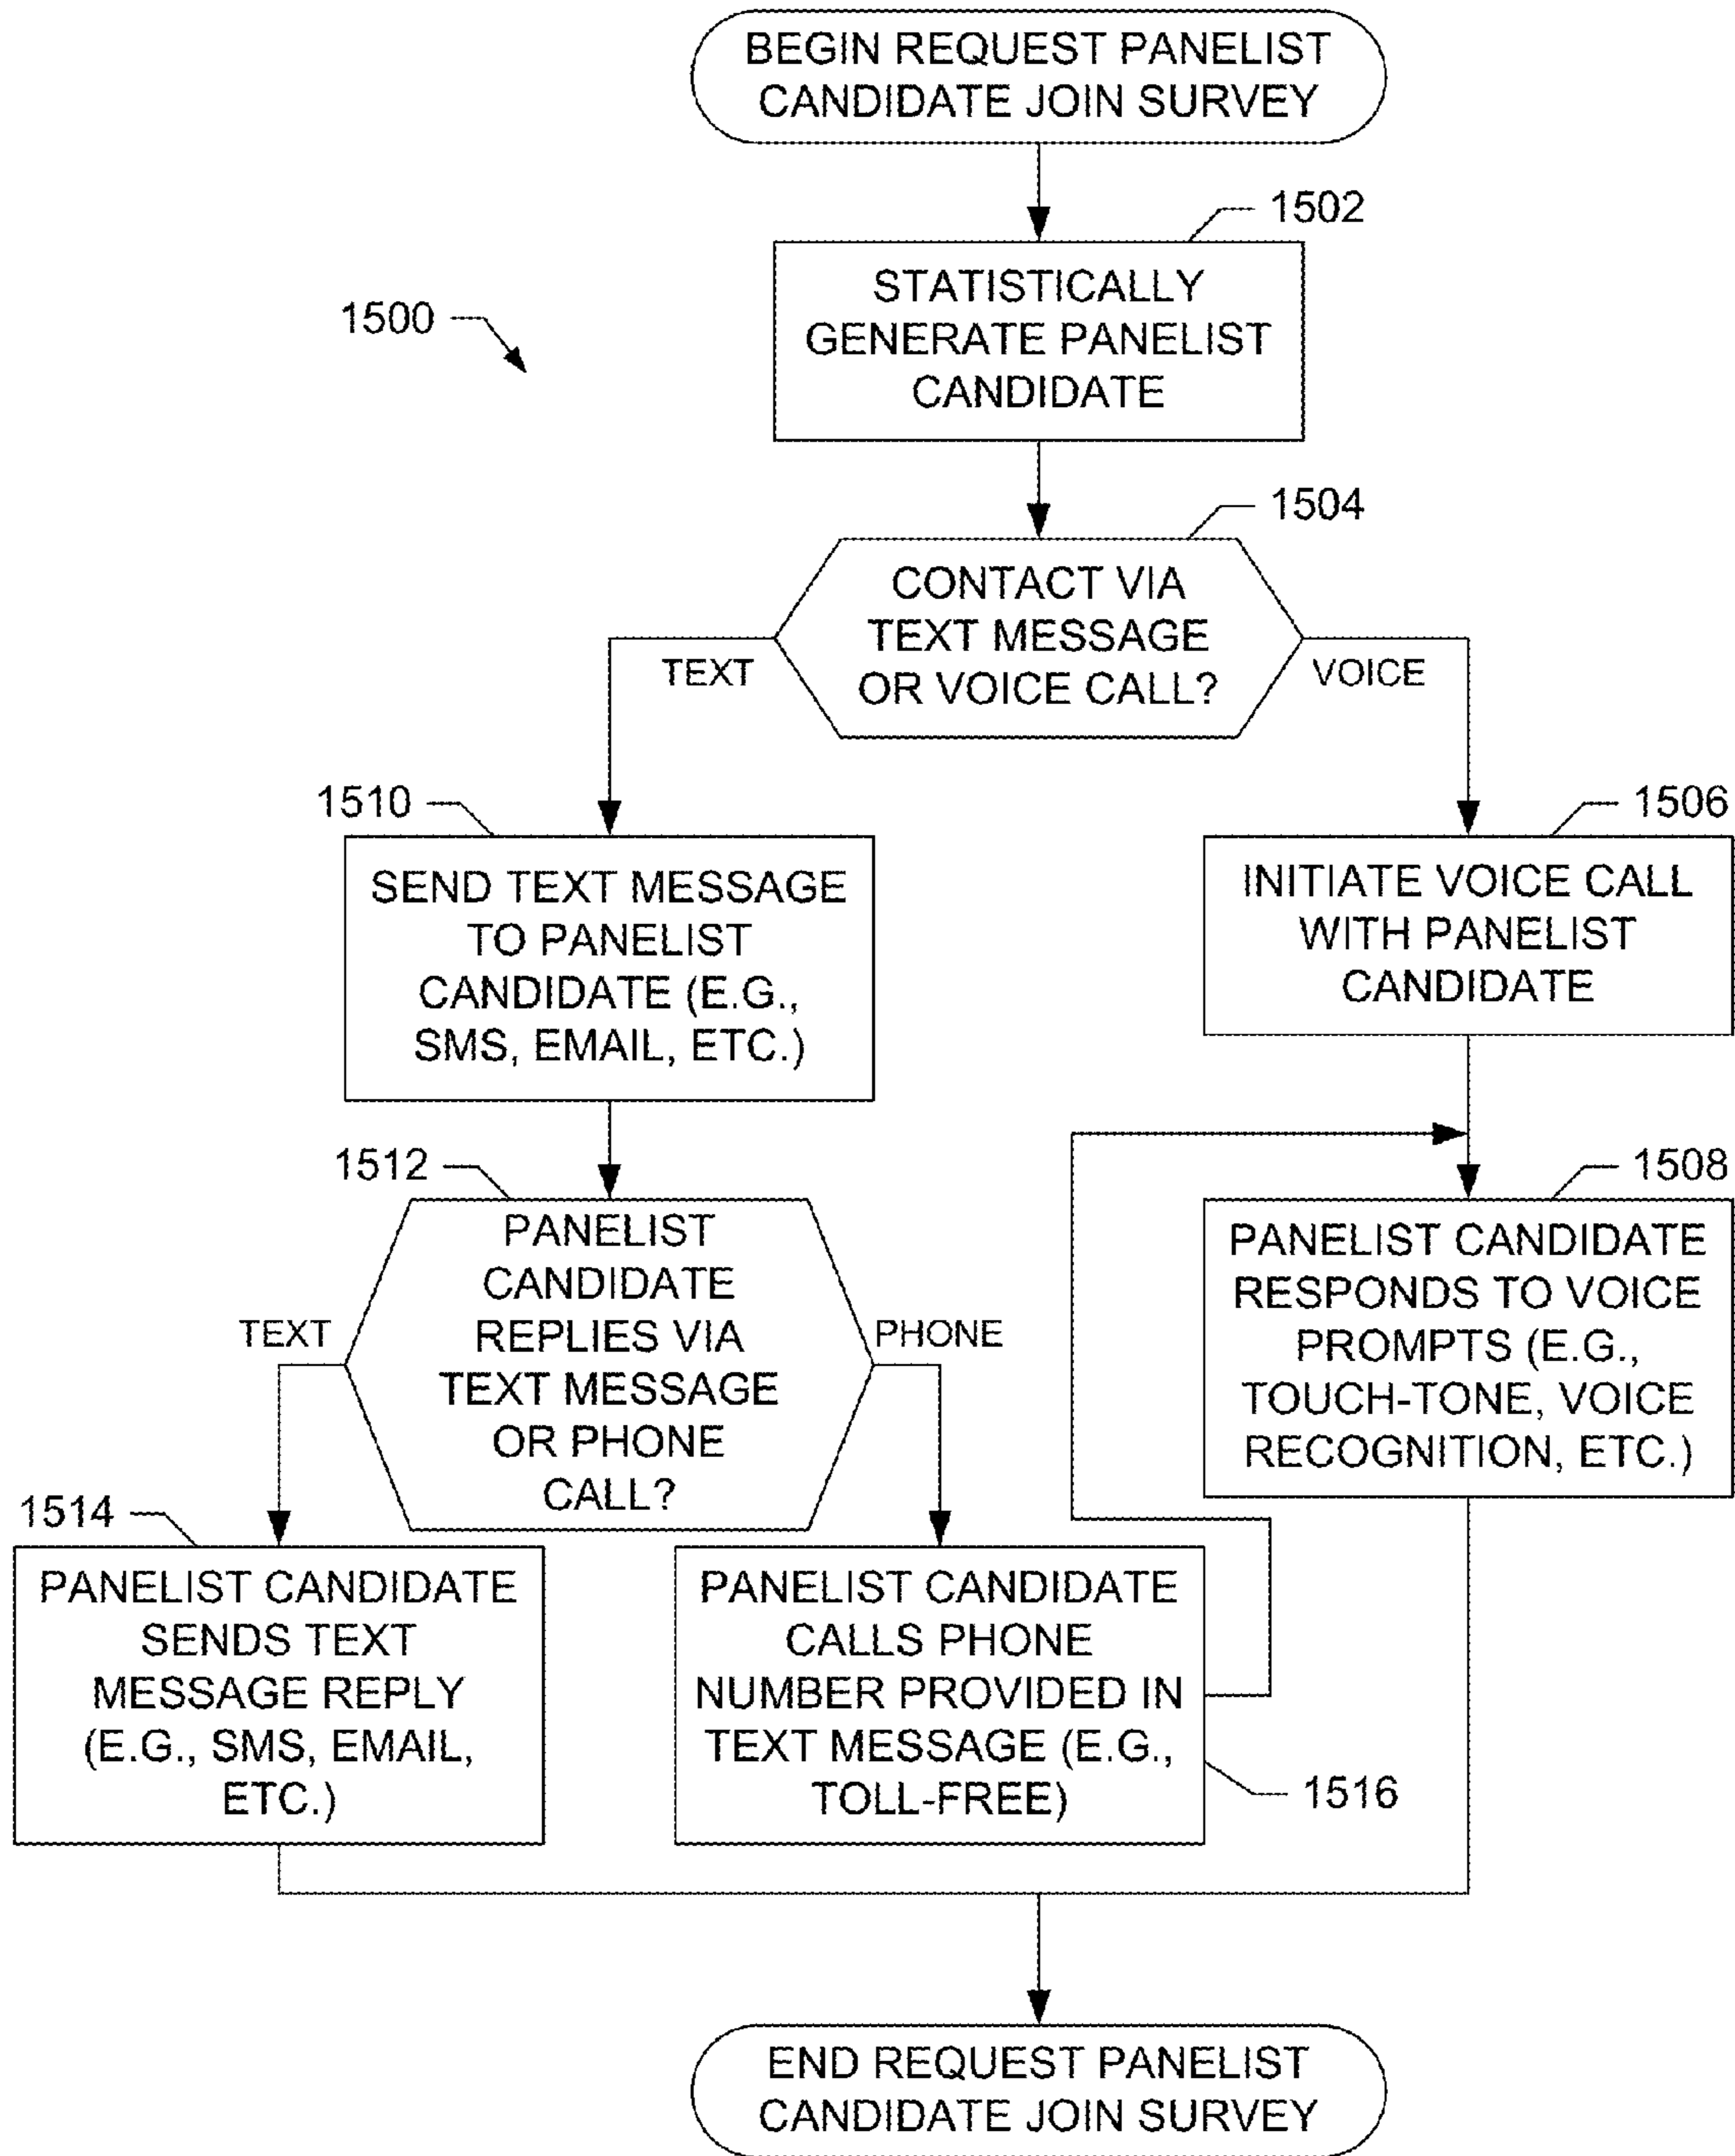 BEGIN REQUEST PANELIST
CANDIDATE JOIN SURVEY
1502
STATISTICALLY
GENERATE PANELIST
CANDIDATE
1500
1504
CONTACT VIA
TEXT MESSAGE
OR VOICE CALL?
TEXT
VOICE
1510
SEND TEXT MESSAGE
TO PANELIST
CANDIDATE (E.G.,
SMS, EMAIL, ETC.)
1506
INITIATE VOICE CALL
WITH PANELIST
CANDIDATE
1512
PANELIST
CANDIDATE
REPLIES VIA
TEXT MESSAGE
OR PHONE
CALL?
TEXT
PHONE
1508
PANELIST CANDIDATE
RESPONDS TO VOICE
PROMPTS (E.G.,
TOUCH-TONE, VOICE
RECOGNITION, ETC.)
1514
PANELIST CANDIDATE
SENDS TEXT
MESSAGE REPLY
(E.G., SMS, EMAIL,
ETC.)
PANELIST CANDIDATE
CALLS PHONE
NUMBER PROVIDED IN
TEXT MESSAGE (E.G.,
TOLL-FREE)
1516
END REQUEST PANELIST
CANDIDATE JOIN SURVEY